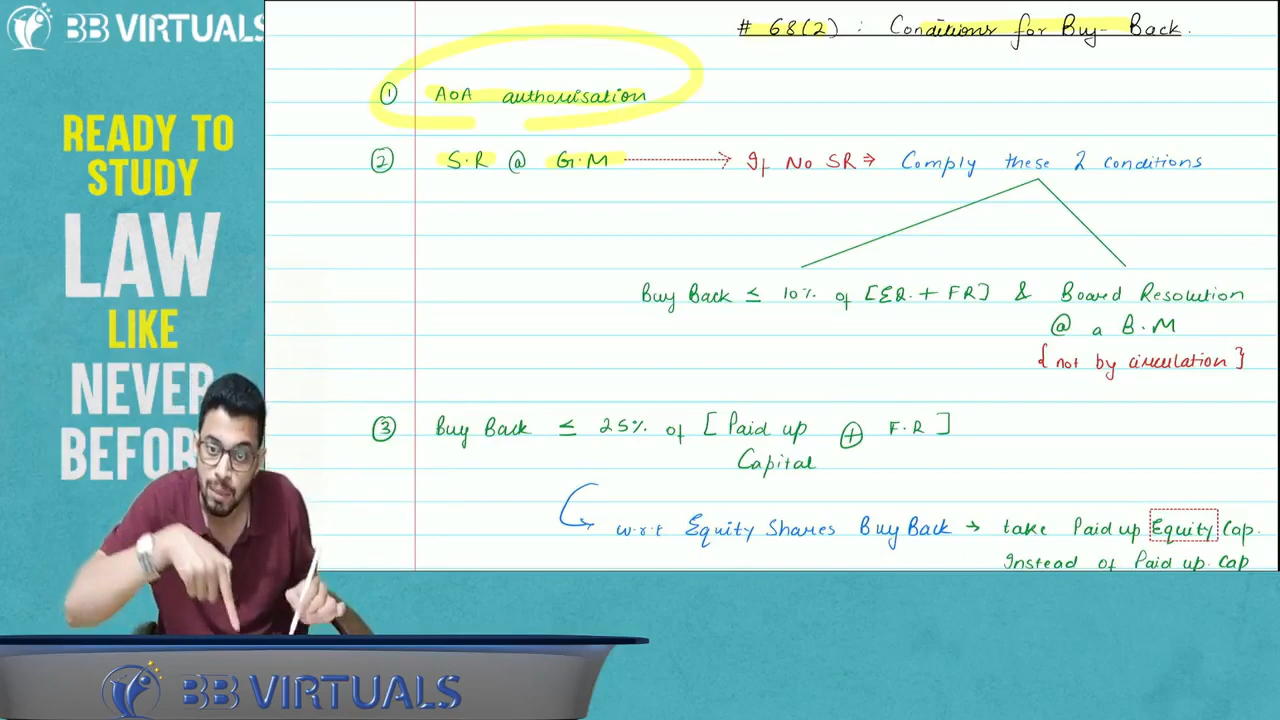 BB VIRTUALS
READY TO
STUDY
LAW
LIKE
NEVER
BEFOR
# 68(2) : Conditions for Buy-Back.
① AOA authorisation
② S.R @ G.M → If No SR ⇒ Comply these 2 conditions
Buy Back ≤ 10% of [ER. + FR] & Board Resolution
@ a B.M
{not by circulation}
③ Buy Back ≤ 25% of [Paid up ⊕ F.R]
Capital
w.r.t Equity Shares BuyBack → take Paid up Equity Cap.
Instead of Paid up. Cap
BB VIRTUALS